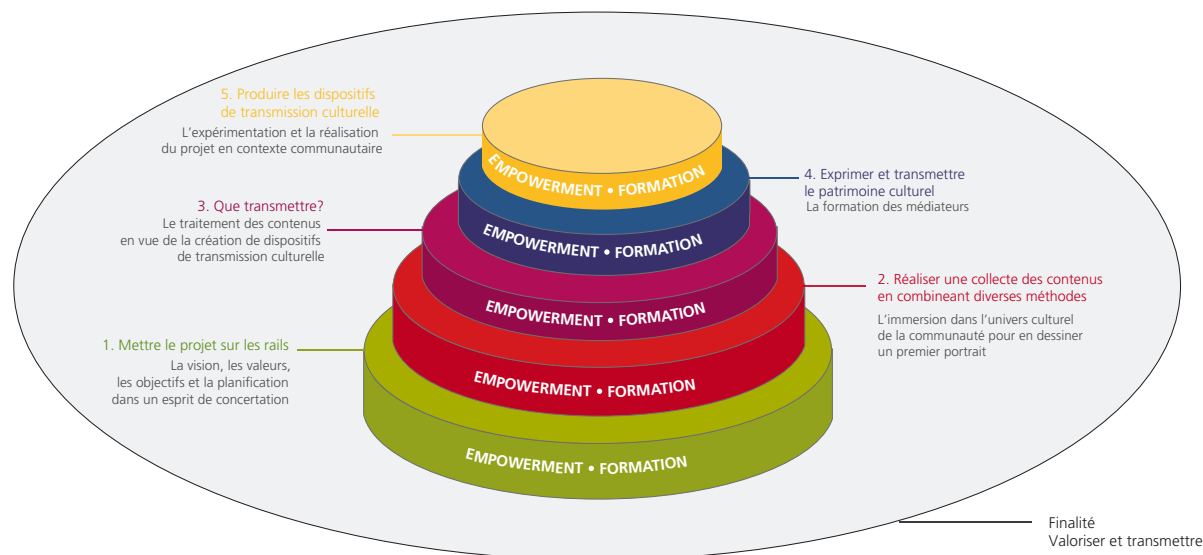 5. Produire les dispositifs
de transmission culturelle
L'expérimentation et la réalisation
du projet en contexte communautaire
EMPOWERMENT • FORMATION
4. Exprimer et transmettre
le patrimoine culturel
La formation des médiateurs
3. Que transmettre?
Le traitement des contenus
en vue de la création de dispositifs
de transmission culturelle
EMPOWERMENT • FORMATION
2. Réaliser une collecte des contenus
en combineant diverses méthodes
L'immersion dans l'univers culturel
de la communauté pour en dessiner
un premier portrait
EMPOWERMENT • FORMATION
1. Mettre le projet sur les rails
La vision, les valeurs,
les objectifs et la planification
dans un esprit de concertation
EMPOWERMENT • FORMATION
EMPOWERMENT • FORMATION
Finalité
Valoriser et transmettre